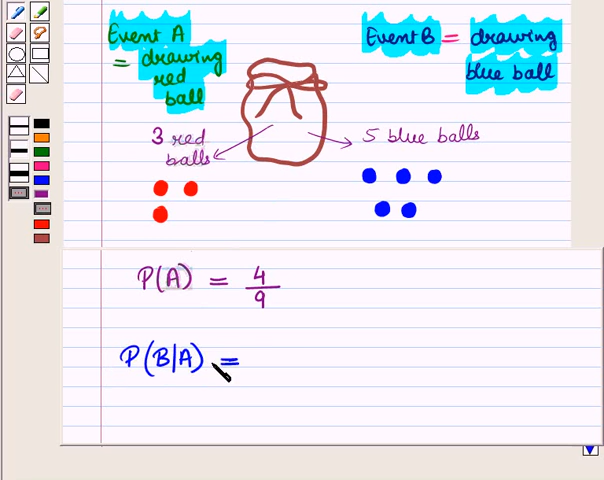 Event A
= drawing
red
ball
Event B = drawing
blue ball
3 red
balls
5 blue balls
P(A) = 4/9
P(B|A) =